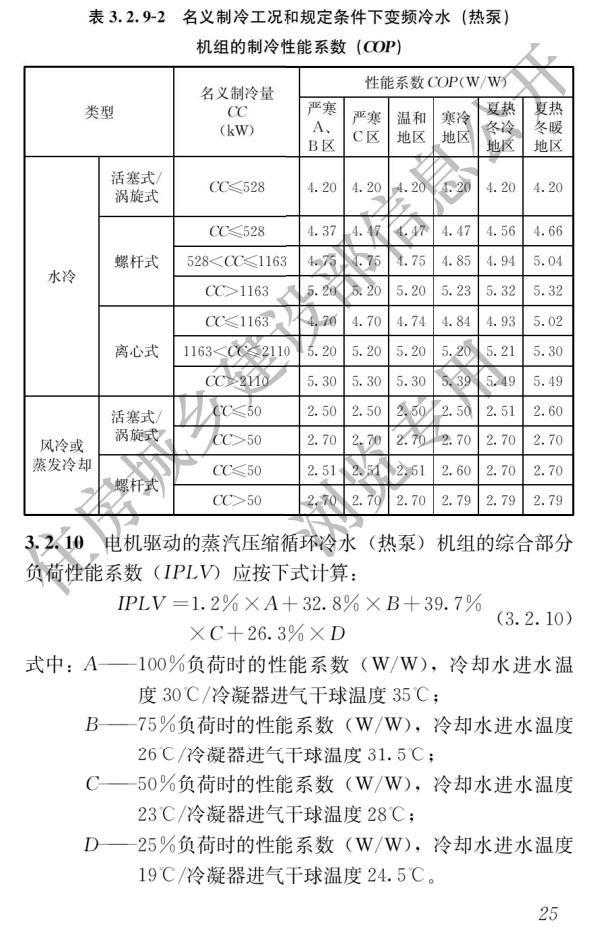 表 3.2.9-2 名义制冷工况和规定条件下变频冷水（热泵）
机组的制冷性能系数（COP）
类型 名义制冷量 CC （kW） 性能系数 COP(W/W)
严寒A、B区 严寒C区 温和地区 寒冷地区 夏热冬冷地区 夏热冬暖地区
水冷 活塞式/涡旋式 CC≤528 4.20 4.20 4.20 4.20 4.20 4.20
螺杆式 CC≤528 4.37 4.47 4.47 4.47 4.56 4.66
528<CC≤1163 4.75 4.75 4.75 4.85 4.94 5.04
CC>1163 5.20 5.20 5.20 5.23 5.32 5.32
离心式 CC≤1163 4.70 4.70 4.74 4.84 4.93 5.02
1163<CC≤2110 5.20 5.20 5.20 5.20 5.21 5.30
CC>2110 5.30 5.30 5.30 5.39 5.49 5.49
风冷或蒸发冷却 活塞式/涡旋式 CC≤50 2.50 2.50 2.50 2.50 2.51 2.60
CC>50 2.70 2.70 2.70 2.70 2.70 2.70
螺杆式 CC≤50 2.51 2.51 2.51 2.60 2.70 2.70
CC>50 2.70 2.70 2.70 2.79 2.79 2.79
3.2.10 电机驱动的蒸汽压缩循环冷水（热泵）机组的综合部分
负荷性能系数（IPLV）应按下式计算：
IPLV=1.2%×A+32.8%×B+39.7%
×C+26.3%×D （3.2.10）
式中：A——100%负荷时的性能系数（W/W），冷却水进水温
度 30℃/冷凝器进气干球温度 35℃；
B——75%负荷时的性能系数（W/W），冷却水进水温度
26℃/冷凝器进气干球温度 31.5℃；
C——50%负荷时的性能系数（W/W），冷却水进水温度
23℃/冷凝器进气干球温度 28℃；
D——25%负荷时的性能系数（W/W），冷却水进水温度
19℃/冷凝器进气干球温度 24.5℃。
25
住房城乡建设部信息公开
浏览专用